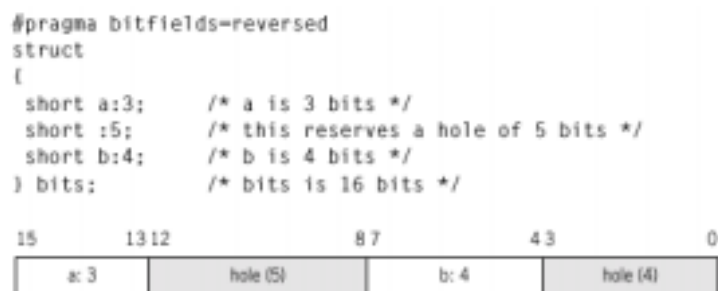 #pragma bitfields=reversed
struct
{
short a:3; /* a is 3 bits */
short :5; /* this reserves a hole of 5 bits */
short b:4; /* b is 4 bits */
} bits; /* bits is 16 bits */
15 13 12 8 7 4 3 0
a: 3 hole (5) b: 4 hole (4)